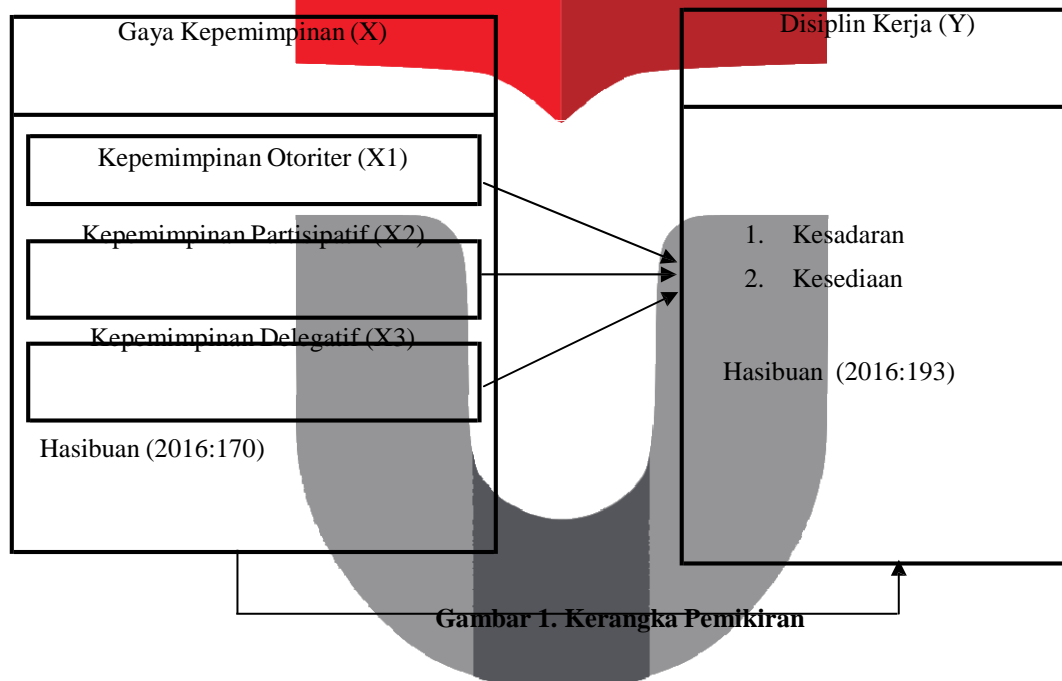 Gaya Kepemimpinan (X)
Kepemimpinan Otoriter (X1)
Kepemimpinan Partisipatif (X2)
Kepemimpinan Delegatif (X3)
Hasibuan (2016:170)
Disiplin Kerja (Y)
1. Kesadaran
2. Kesediaan
Hasibuan (2016:193)
Gambar 1. Kerangka Pemikiran